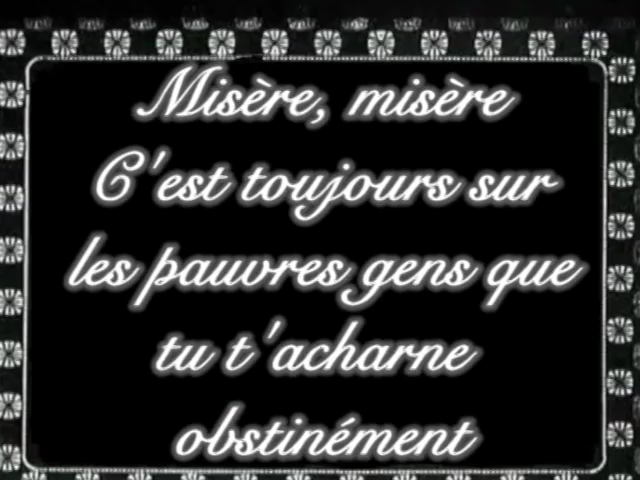 Misère, misère
C'est toujours sur
les pauvres gens que
tu t'acharne
obstinément